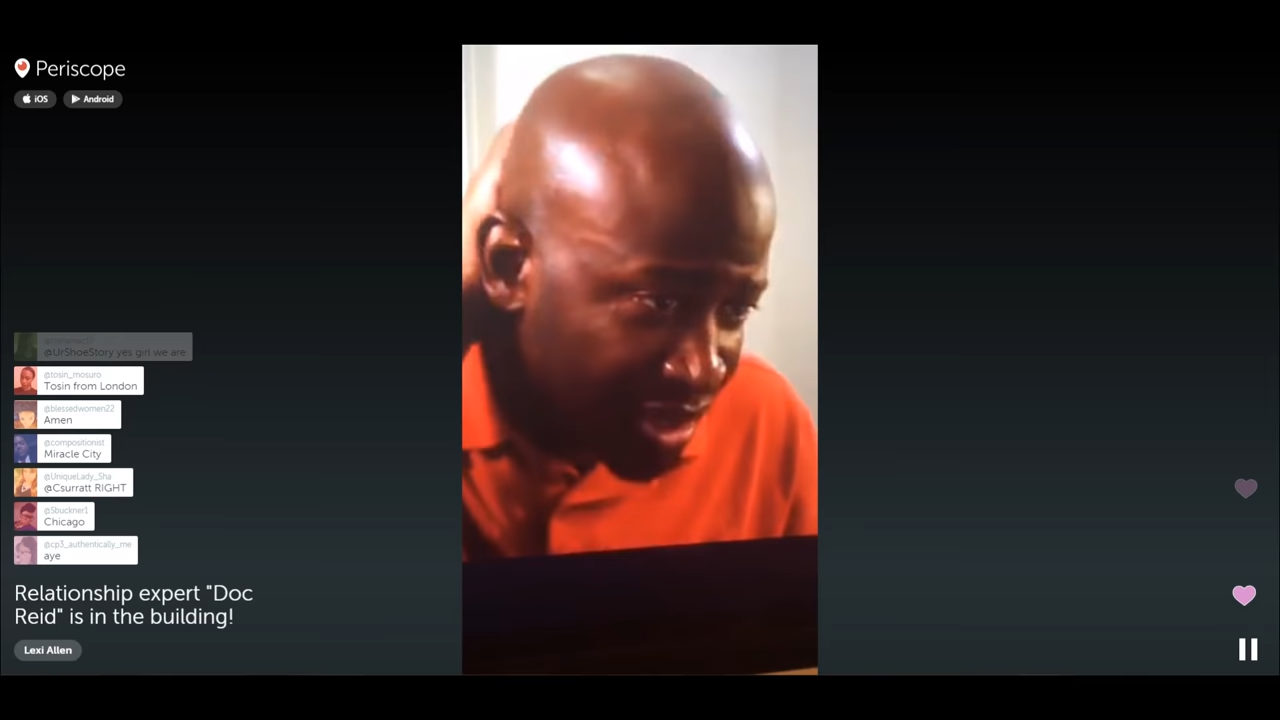 Periscope
iOS
Android
@UrShoeStory yes girl we are
@tosin_mosuro
Tosin from London
@blessedwomen22
Amen
@compositionist
Miracle City
@UniqueLady_Sha
@Csurratt RIGHT
@Sbuckner1
Chicago
@cp3_authentically_me
aye
Relationship expert "Doc
Reid" is in the building!
Lexi Allen